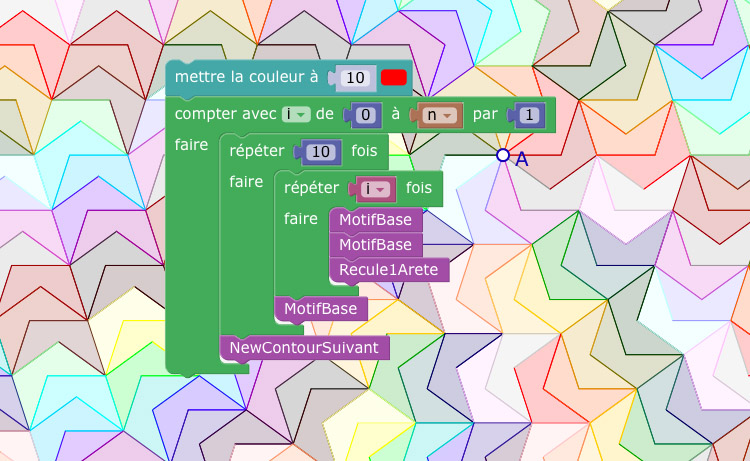 mettre la couleur à 10
compter avec i de 0 à n par 1
faire répéter 10 fois
faire répéter i fois
faire MotifBase
MotifBase
Recule1Arete
MotifBase
NewContourSuivant
A